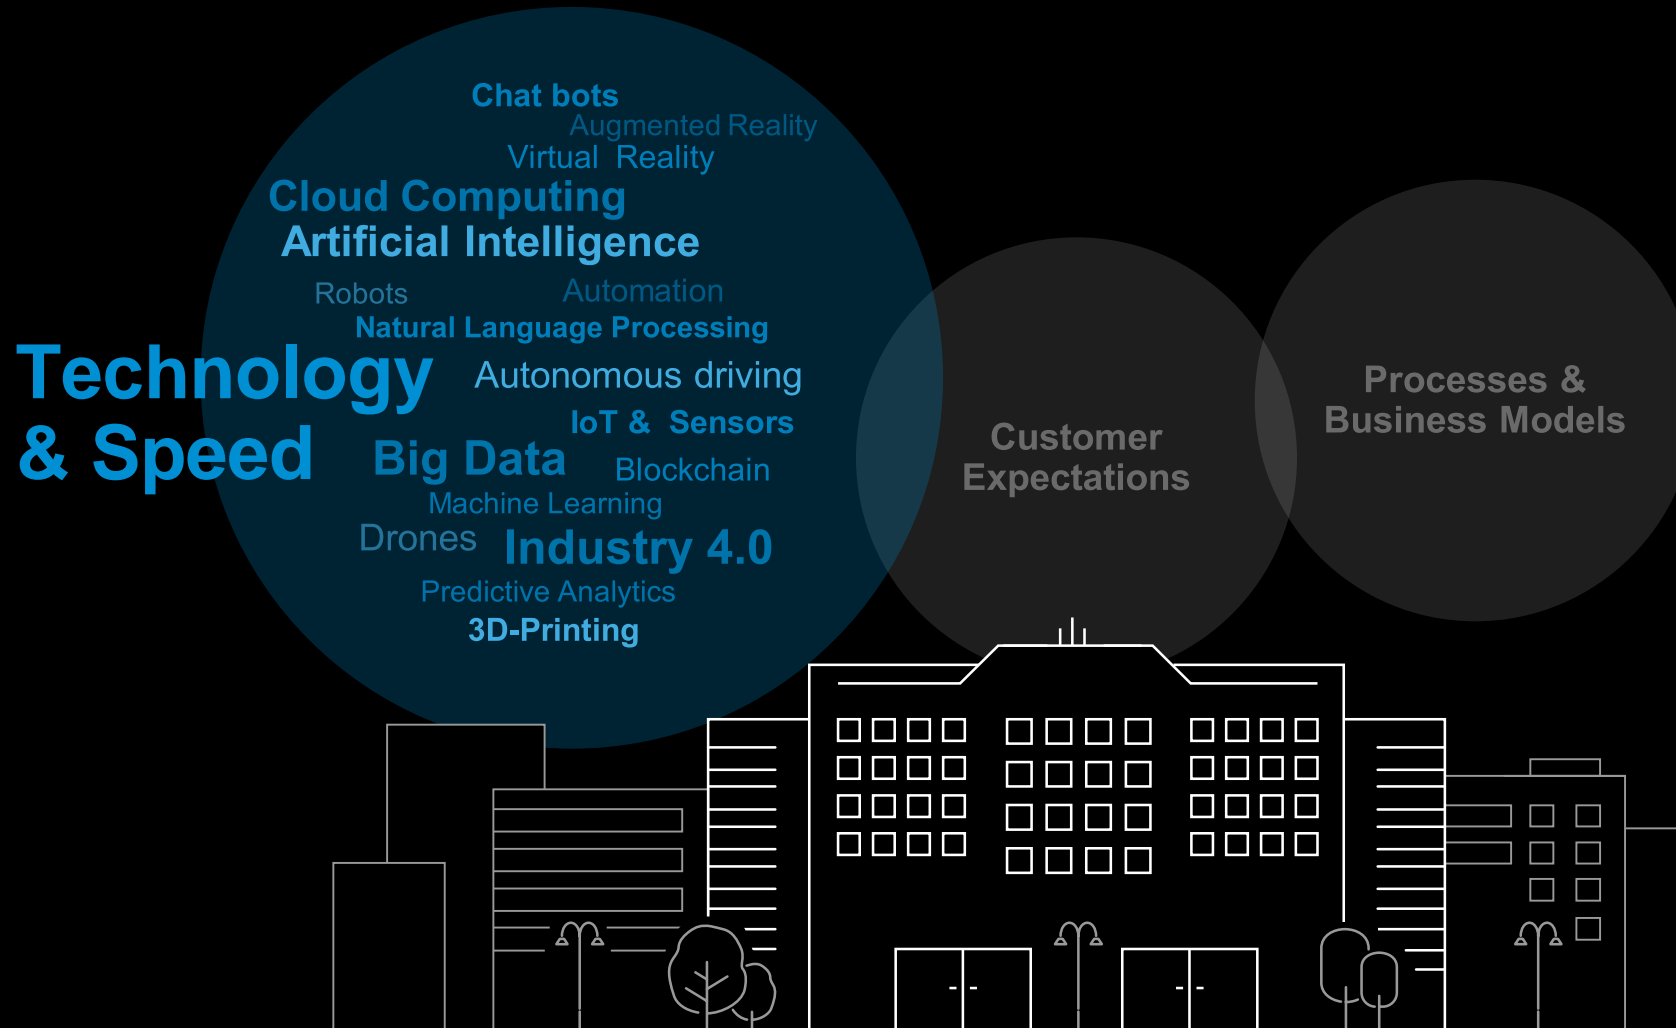 Chat bots
Augmented Reality
Virtual Reality
Cloud Computing
Artificial Intelligence
Robots
Automation
Natural Language Processing
Technology
& Speed
Autonomous driving
IoT & Sensors
Big Data
Blockchain
Machine Learning
Drones
Industry 4.0
Predictive Analytics
3D-Printing
Customer
Expectations
Processes &
Business Models